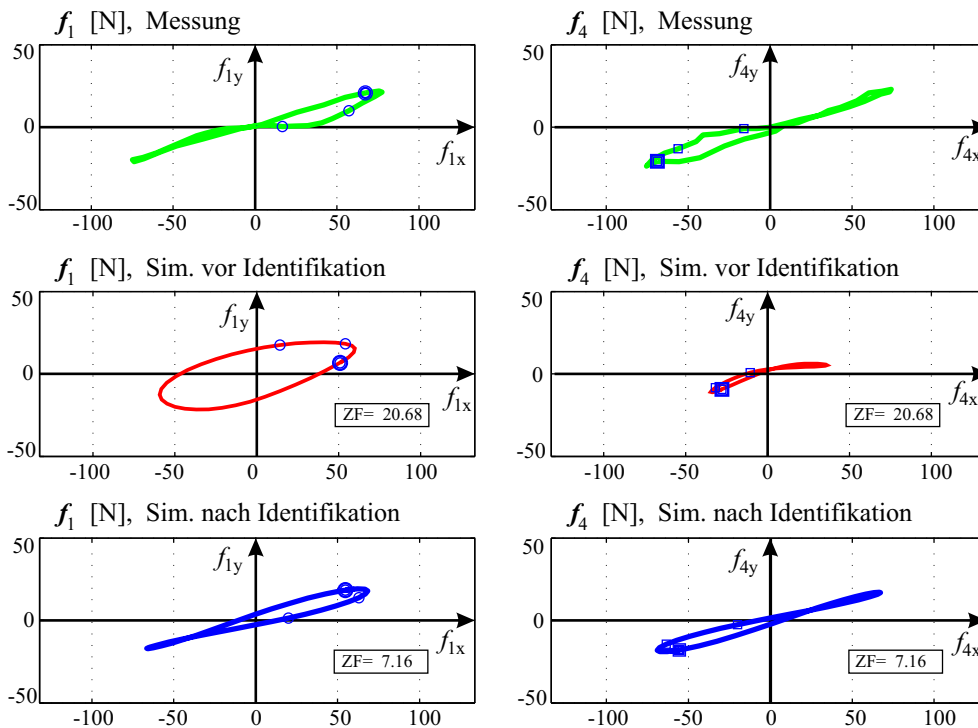 f1 [N], Messung
50
f1y
0
f1x
-50
-100
-50
0
50
100
f4 [N], Messung
50
f4y
0
f4x
-50
-100
-50
0
50
100
f1 [N], Sim. vor Identifikation
50
f1y
0
f1x
ZF= 20.68
-50
-100
-50
0
50
100
f4 [N], Sim. vor Identifikation
50
f4y
0
f4x
ZF= 20.68
-50
-100
-50
0
50
100
f1 [N], Sim. nach Identifikation
50
f1y
0
f1x
ZF= 7.16
-50
-100
-50
0
50
100
f4 [N], Sim. nach Identifikation
50
f4y
0
f4x
ZF= 7.16
-50
-100
-50
0
50
100